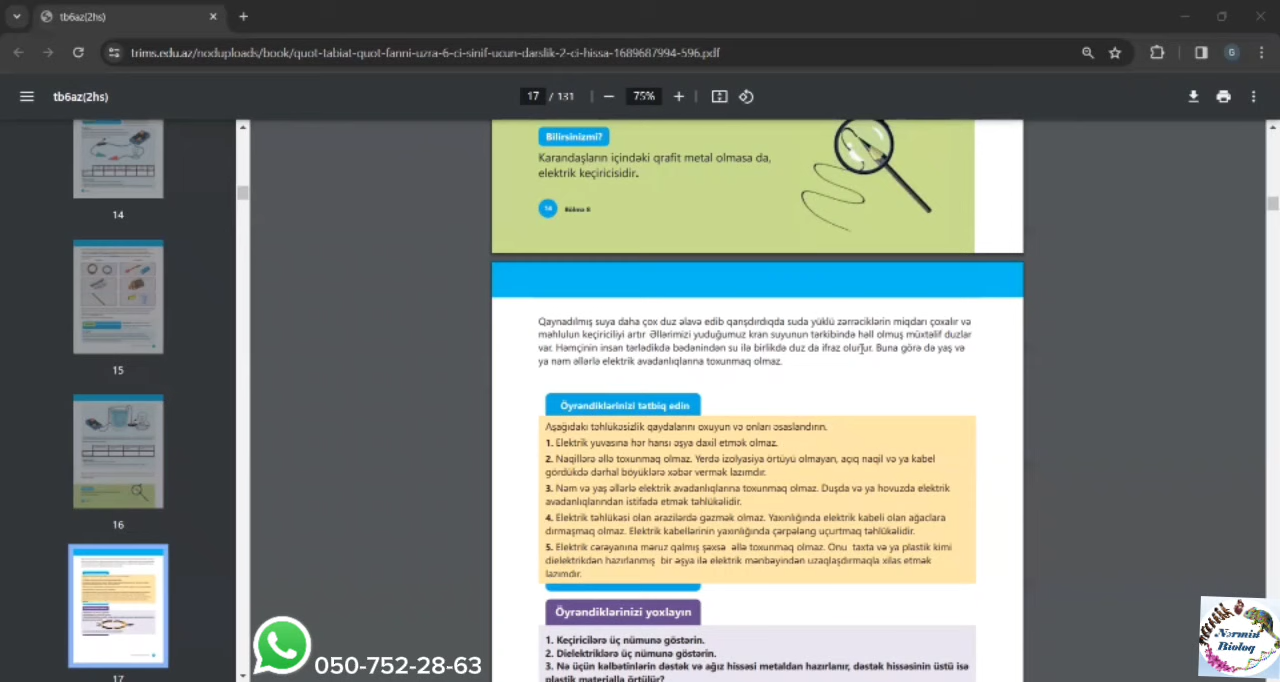 tb6az(2hs)
trims.edu.az/noduploads/book/quot-tabiat-quot-fanni-uzra-6-ci-sinif-ucun-darslik-2-ci-hissa-1689687994-596.pdf
G
tb6az(2hs)
17 / 131
75%
14
15
16
17
Bilirsinizmi?
Karandaşların içindəki qrafit metal olmasa da,
elektrik keçiricisidir.
14 Bölmə 5
Qaynadılmış suya daha çox duz əlavə edib qarışdırdıqda suda yüklü zərrəciklərin miqdarı çoxalır və
məhlulun keçiriciliyi artır. Əllərimizi yuduğumuz kran suyunun tərkibində həll olmuş müxtəlif duzlar
var. Həmçinin insan tərlədikdə bədənindən su ilə birlikdə duz da ifraz olunur. Buna görə də yaş və
ya nəm əllərlə elektrik avadanlıqlarına toxunmaq olmaz.
Öyrəndiklərinizi tətbiq edin
Aşağıdakı təhlükəsizlik qaydalarını oxuyun və onları əsaslandırın.
1. Elektrik yuvasına hər hansı əşya daxil etmək olmaz.
2. Naqillərə əllə toxunmaq olmaz. Yerdə izolyasiya örtüyü olmayan, açıq naqil və ya kabel
gördükdə dərhal böyüklərə xəbər vermək lazımdır.
3. Nəm və yaş əllərlə elektrik avadanlıqlarına toxunmaq olmaz. Duşda və ya hovuzda elektrik
avadanlıqlarından istifadə etmək təhlükəlidir.
4. Elektrik təhlükəsi olan ərazilərdə gəzmək olmaz. Yaxınlığında elektrik kabeli olan ağaclara
dırmaşmaq olmaz. Elektrik kabellərinin yaxınlığında çərpələng uçurtmaq təhlükəlidir.
5. Elektrik cərəyanına məruz qalmış şəxsə əllə toxunmaq olmaz. Onu taxta və ya plastik kimi
dielektrikdən hazırlanmış bir əşya ilə elektrik mənbəyindən uzaqlaşdırmaqla xilas etmək
lazımdır.
Öyrəndiklərinizi yoxlayın
1. Keçiricilərə üç nümunə göstərin.
2. Dielektriklərə üç nümunə göstərin.
3. Nə üçün kəlbətinlərin dəstək və ağız hissəsi metaldan hazırlanır, dəstək hissəsinin üstü isə
plastik materialla örtülür?
050-752-28-63
Nərmin
Bioloq